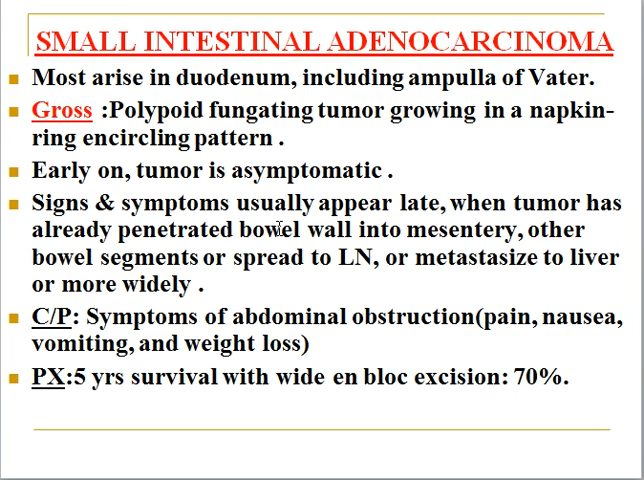 SMALL INTESTINAL ADENOCARCINOMA
Most arise in duodenum, including ampulla of Vater.
Gross :Polypoid fungating tumor growing in a napkin-
ring encircling pattern .
Early on, tumor is asymptomatic .
Signs & symptoms usually appear late, when tumor has
already penetrated bowel wall into mesentery, other
bowel segments or spread to LN, or metastasize to liver
or more widely .
C/P: Symptoms of abdominal obstruction(pain, nausea,
vomiting, and weight loss)
PX:5 yrs survival with wide en bloc excision: 70%.